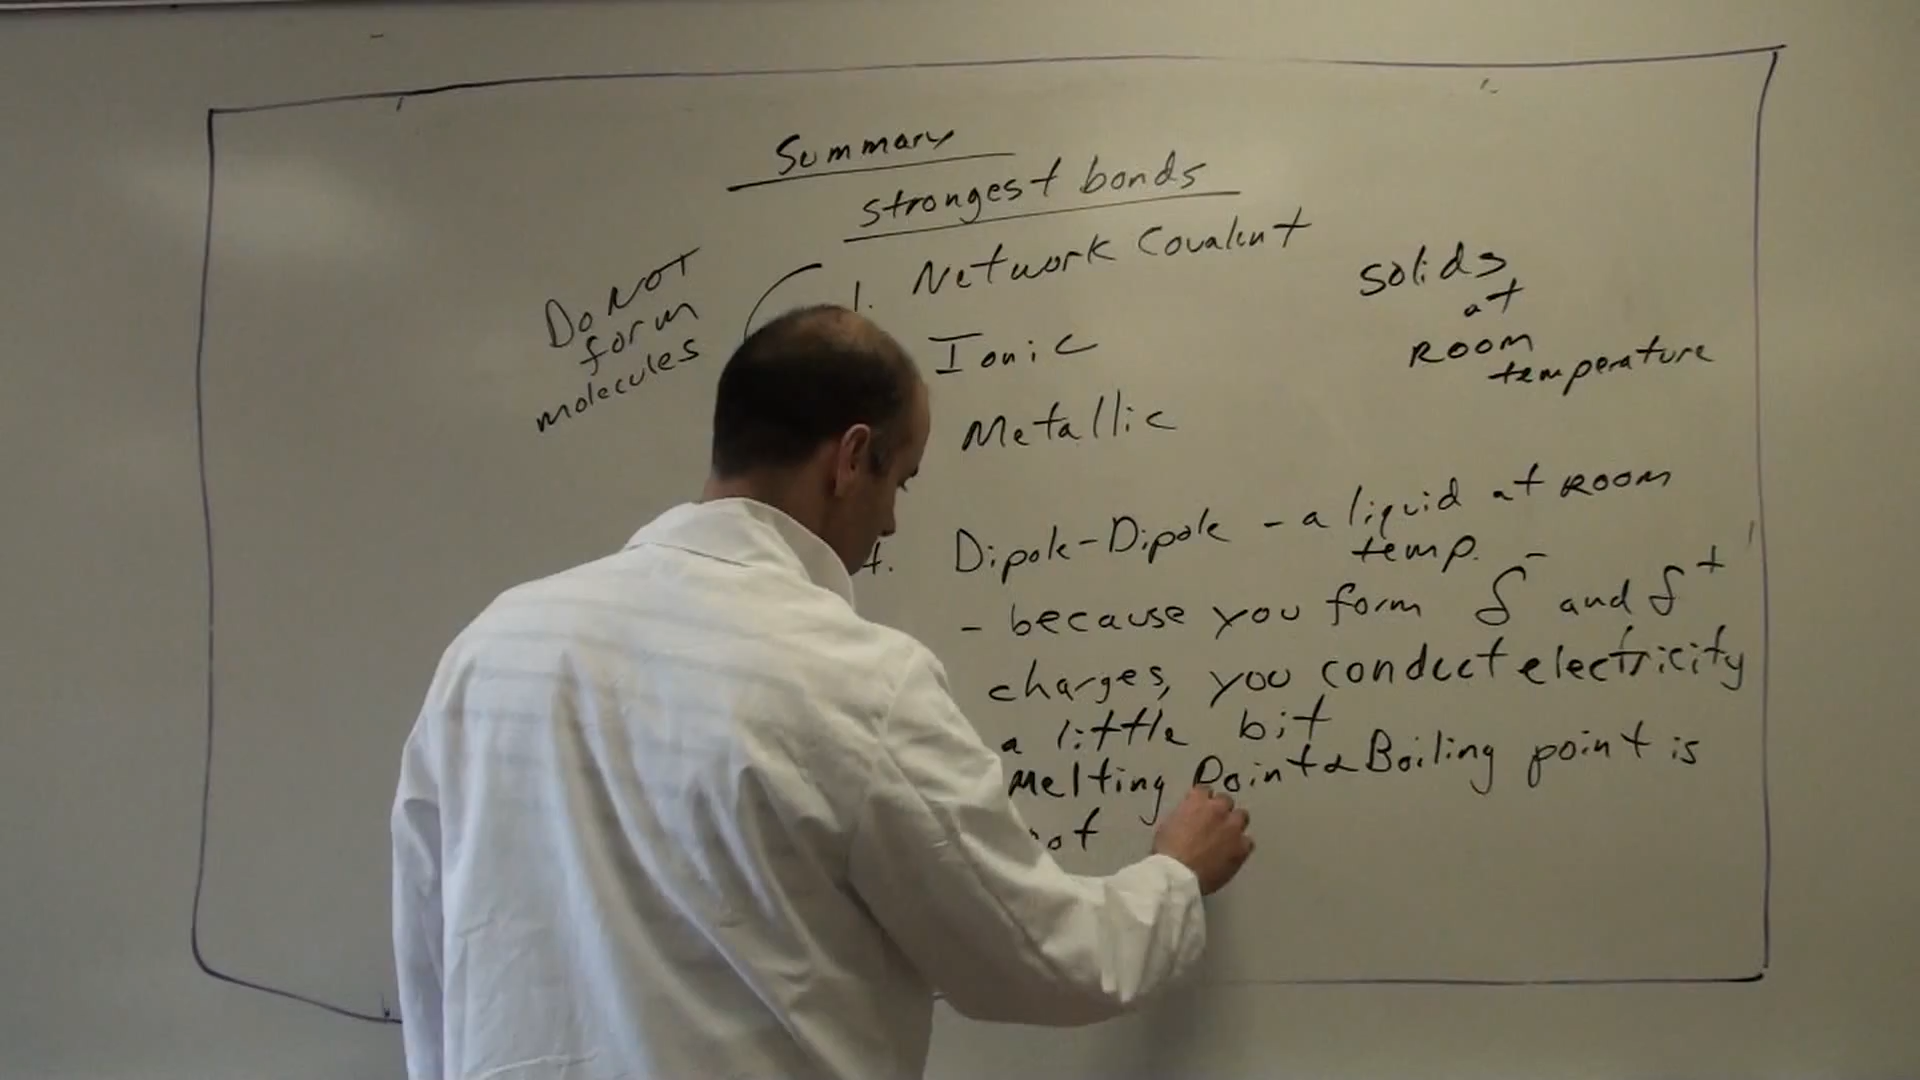 Summary
strongest bonds
Do NOT
form
molecules
1. Network Covalent
Ionic
Metallic
Solids
at
Room
temperature
4. Dipole-Dipole - a liquid at Room
temp.
- because you form δ- and δ+
charges, you conduct electricity
a little bit
Melting Point & Boiling point is
not